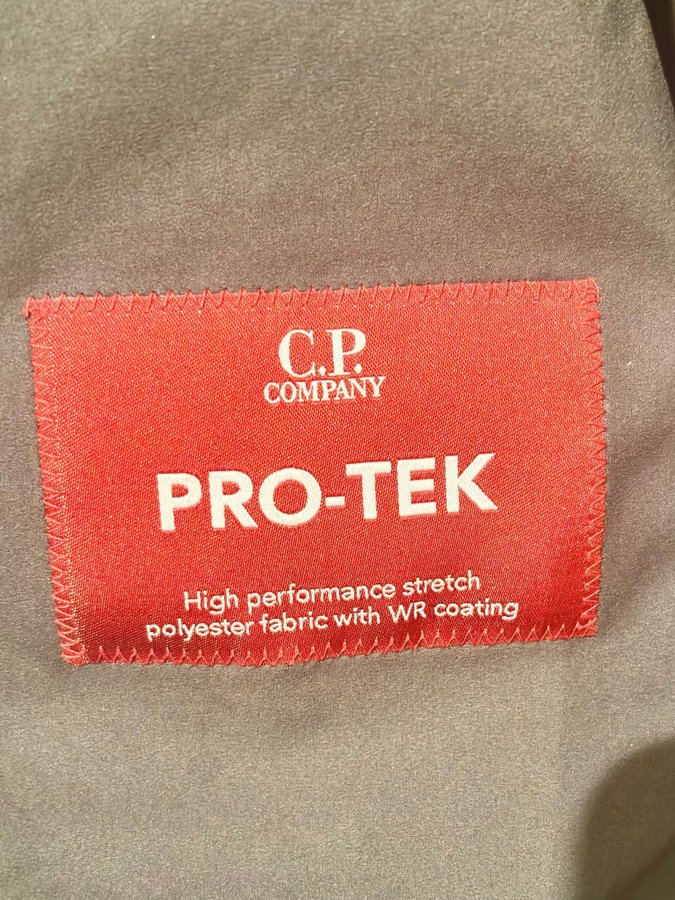 C.P.
COMPANY
PRO-TEK
High performance stretch
polyester fabric with WR coating